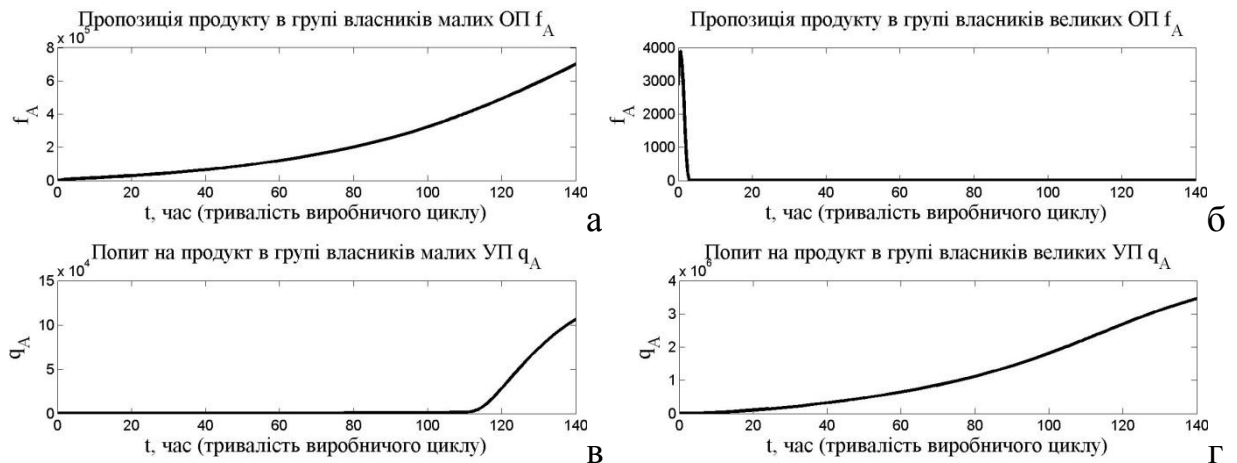 Пропозиція продукту в групі власників малих ОП f_A
x 10^5
8
6
4
2
0
f_A
0 20 40 60 80 100 120 140
t, час (тривалість виробничого циклу)
а
Пропозиція продукту в групі власників великих ОП f_A
4000
3000
2000
1000
0
f_A
0 20 40 60 80 100 120 140
t, час (тривалість виробничого циклу)
б
Попит на продукт в групі власників малих УП q_A
x 10^4
15
10
5
0
q_A
0 20 40 60 80 100 120 140
t, час (тривалість виробничого циклу)
в
Попит на продукт в групі власників великих УП q_A
x 10^6
4
3
2
1
0
q_A
0 20 40 60 80 100 120 140
t, час (тривалість виробничого циклу)
г